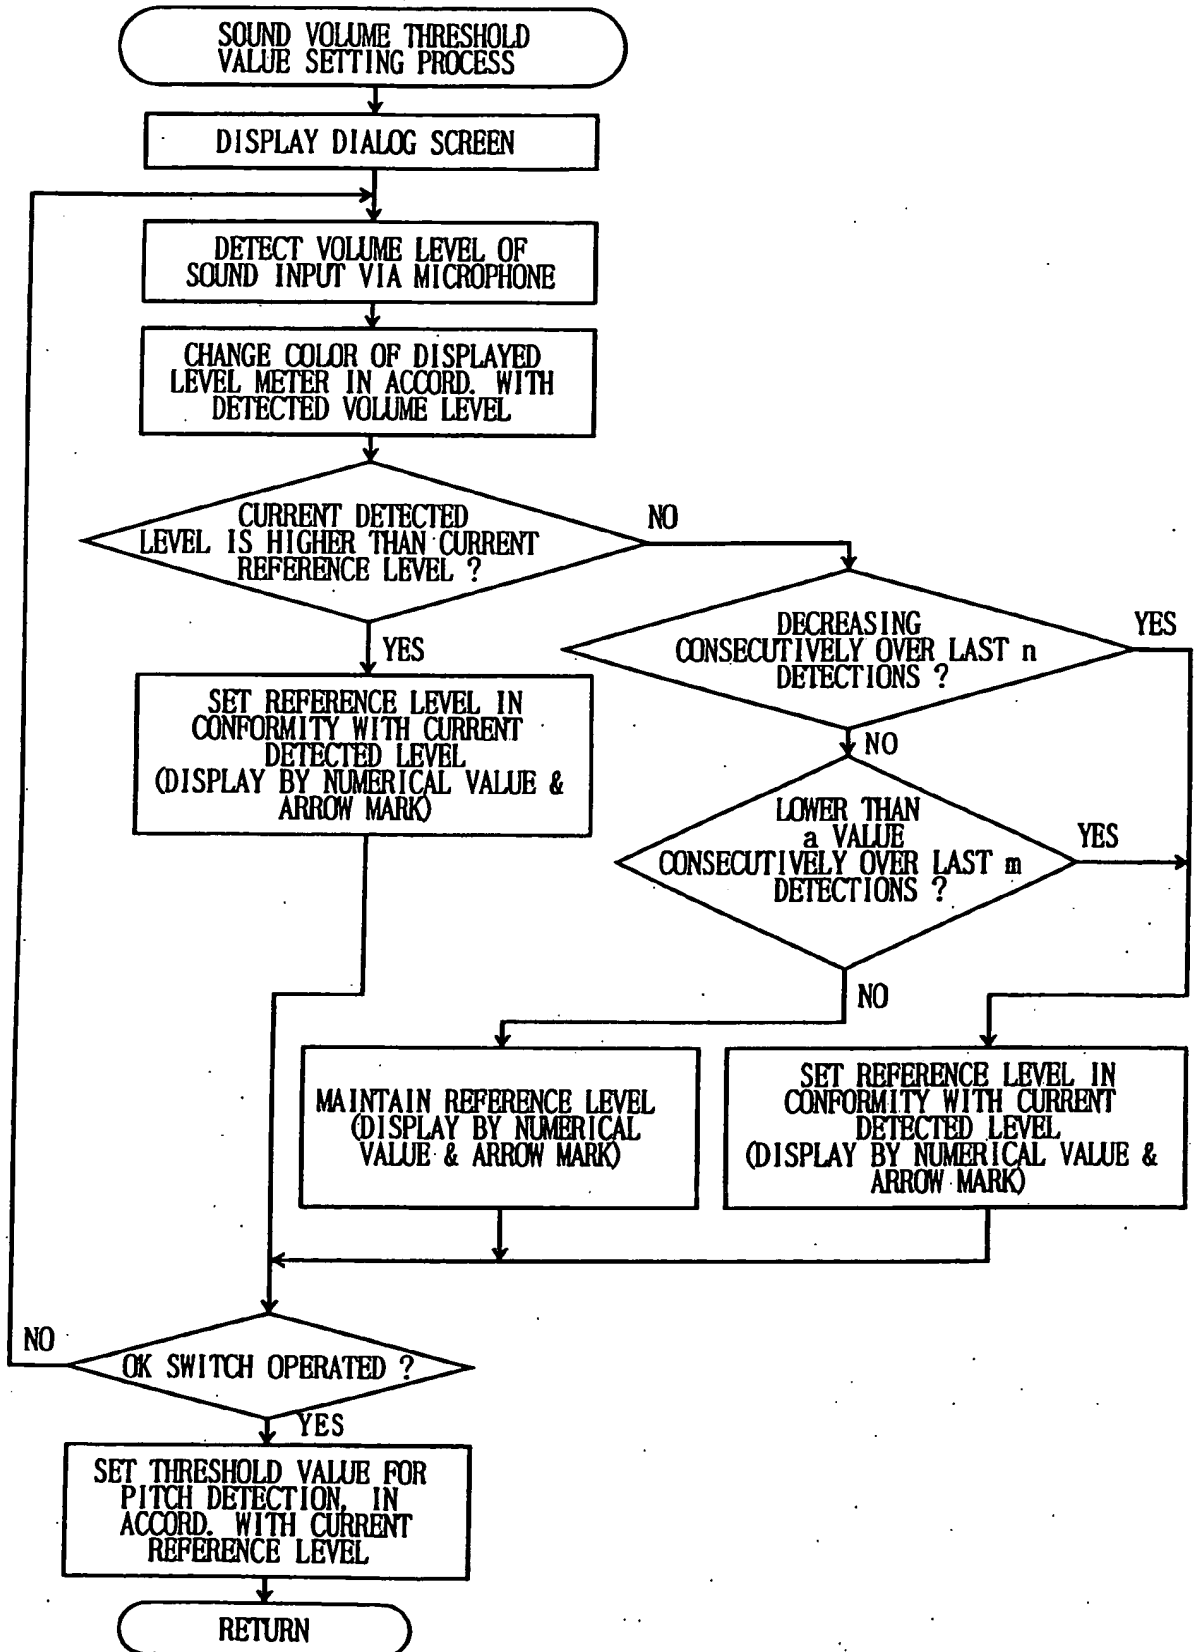 SOUND VOLUME THRESHOLD
VALUE SETTING PROCESS
DISPLAY DIALOG SCREEN
DETECT VOLUME LEVEL OF
SOUND INPUT VIA MICROPHONE
CHANGE COLOR OF DISPLAYED
LEVEL METER IN ACCORD. WITH
DETECTED VOLUME LEVEL
CURRENT DETECTED
LEVEL IS HIGHER THAN CURRENT
REFERENCE LEVEL ?
NO
YES
DECREASING
CONSECUTIVELY OVER LAST n
DETECTIONS ?
YES
NO
SET REFERENCE LEVEL IN
CONFORMITY WITH CURRENT
DETECTED LEVEL
(DISPLAY BY NUMERICAL VALUE &
ARROW MARK)
LOWER THAN
a VALUE
CONSECUTIVELY OVER LAST m
DETECTIONS ?
YES
NO
MAINTAIN REFERENCE LEVEL
(DISPLAY BY NUMERICAL
VALUE & ARROW MARK)
SET REFERENCE LEVEL IN
CONFORMITY WITH CURRENT
DETECTED LEVEL
(DISPLAY BY NUMERICAL VALUE &
ARROW MARK)
NO
OK SWITCH OPERATED ?
YES
SET THRESHOLD VALUE FOR
PITCH DETECTION, IN
ACCORD. WITH CURRENT
REFERENCE LEVEL
RETURN